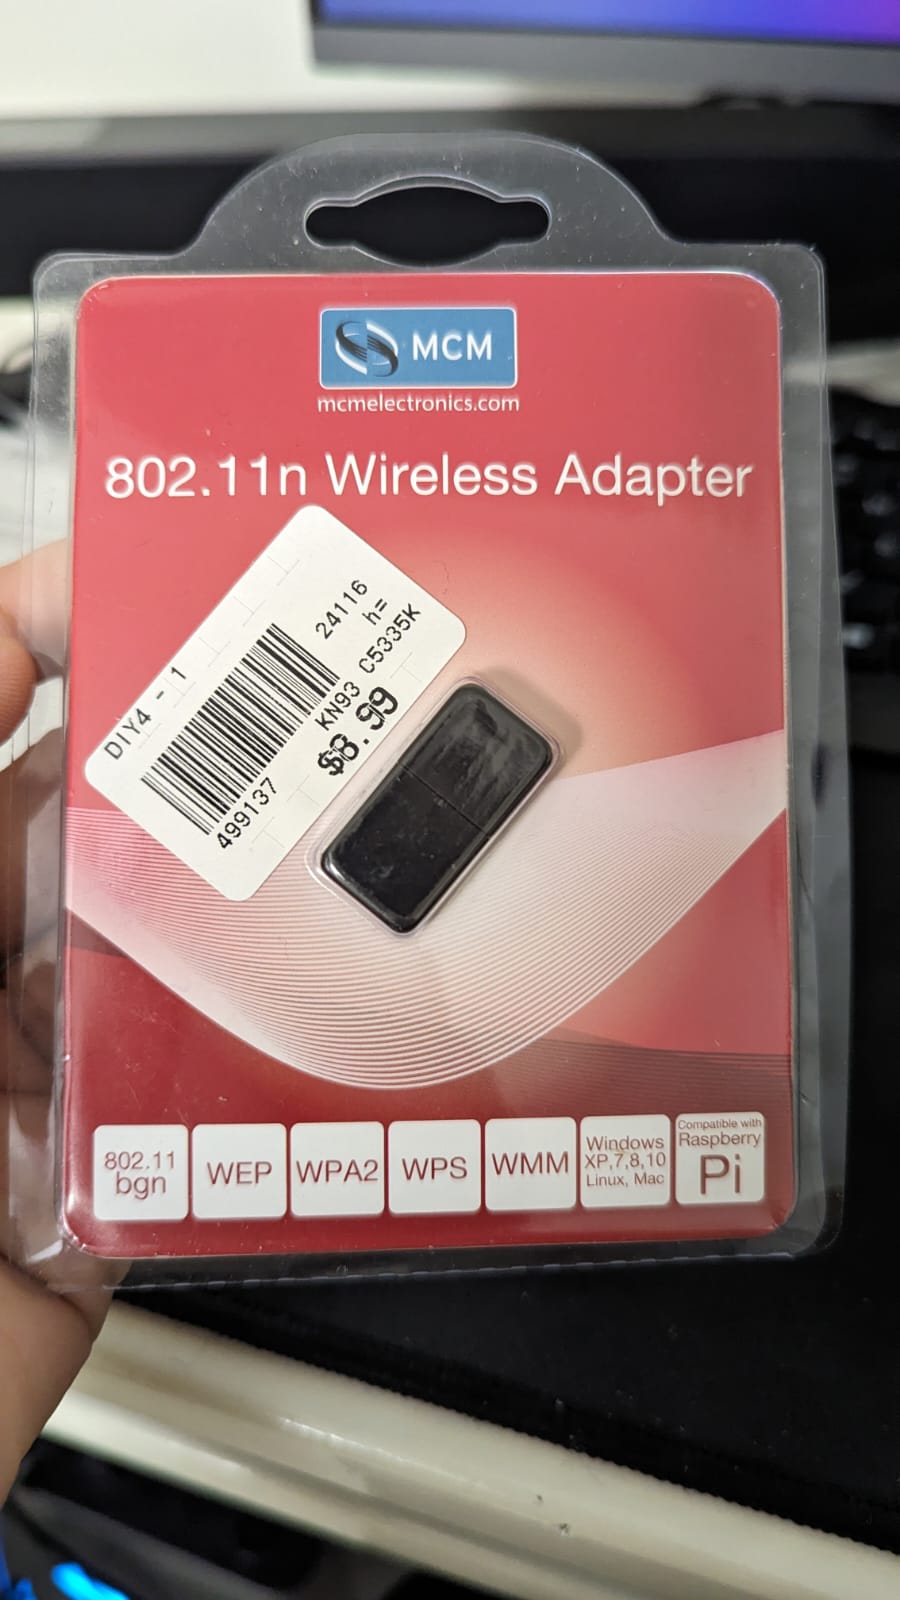 MCM
mcmelectronics.com
802.11n Wireless Adapter
DIY4 - 1
24116
h=
KN93 C5335K
499137
$8.99
802.11
bgn
WEP
WPA2
WPS
WMM
Windows
XP,7,8,10
Linux, Mac
Compatible with
Raspberry
Pi